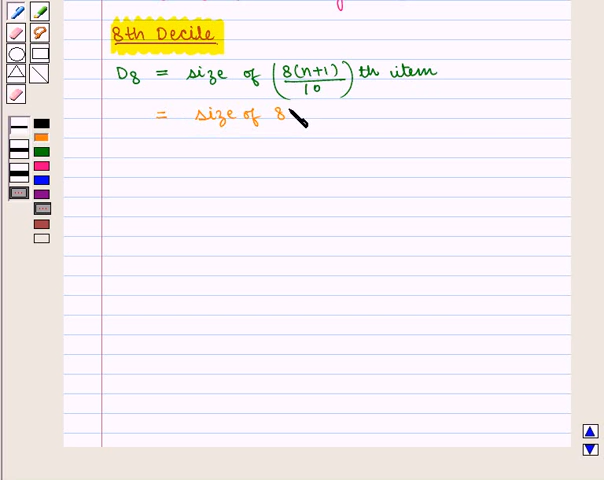 8th Decile
D8 = size of (8(n+1)/10) th item
= size of 8